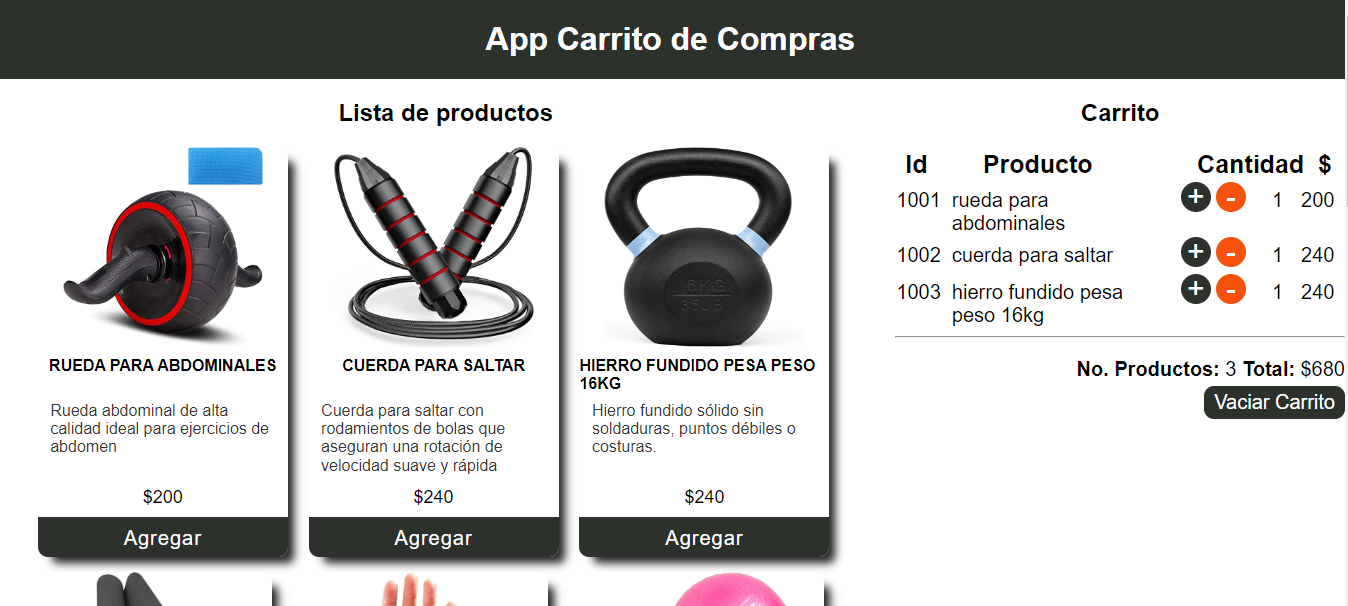 App Carrito de Compras
Lista de productos
16KG
35LB
RUEDA PARA ABDOMINALES
Rueda abdominal de alta
calidad ideal para ejercicios de
abdomen
$200
Agregar
CUERDA PARA SALTAR
Cuerda para saltar con
rodamientos de bolas que
aseguran una rotación de
velocidad suave y rápida
$240
Agregar
HIERRO FUNDIDO PESA PESO
16KG
Hierro fundido sólido sin
soldaduras, puntos débiles o
costuras.
$240
Agregar
Carrito
Id Producto Cantidad $
1001 rueda para + - 1 200
abdominales
1002 cuerda para saltar + - 1 240
1003 hierro fundido pesa + - 1 240
peso 16kg
No. Productos: 3 Total: $680
Vaciar Carrito